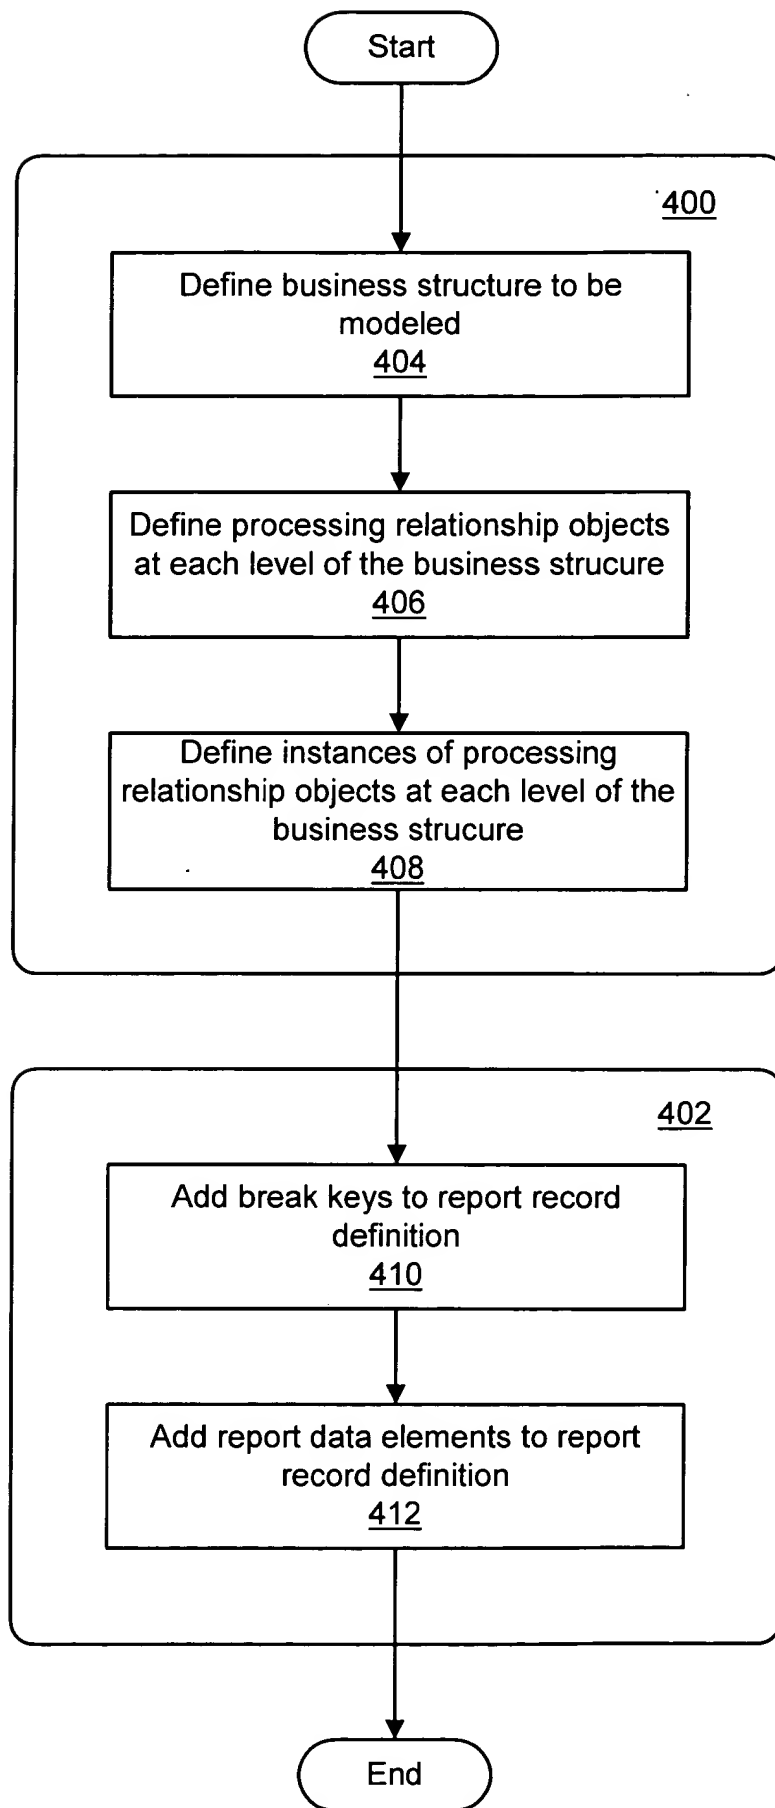 Start
400
Define business structure to be
modeled
404
Define processing relationship objects
at each level of the business strucure
406
Define instances of processing
relationship objects at each level of the
business strucure
408
402
Add break keys to report record
definition
410
Add report data elements to report
record definition
412
End